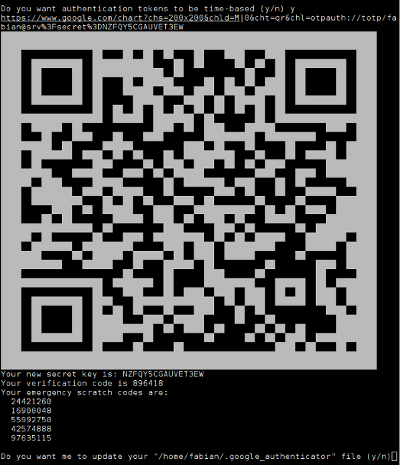 Do you want authentication tokens to be time-based (y/n) y
https://www.google.com/chart?chs=200x200&chld=M|0&cht=qr&chl=otpauth://totp/fa
bian@srv%3Fsecret%3DNZFQY5CGAUVET3EW
Your new secret key is: NZFQY5CGAUVET3EW
Your verification code is 896418
Your emergency scratch codes are:
24421260
16900048
55992750
42574888
97635115
Do you want me to update your "/home/fabian/.google_authenticator" file (y/n)